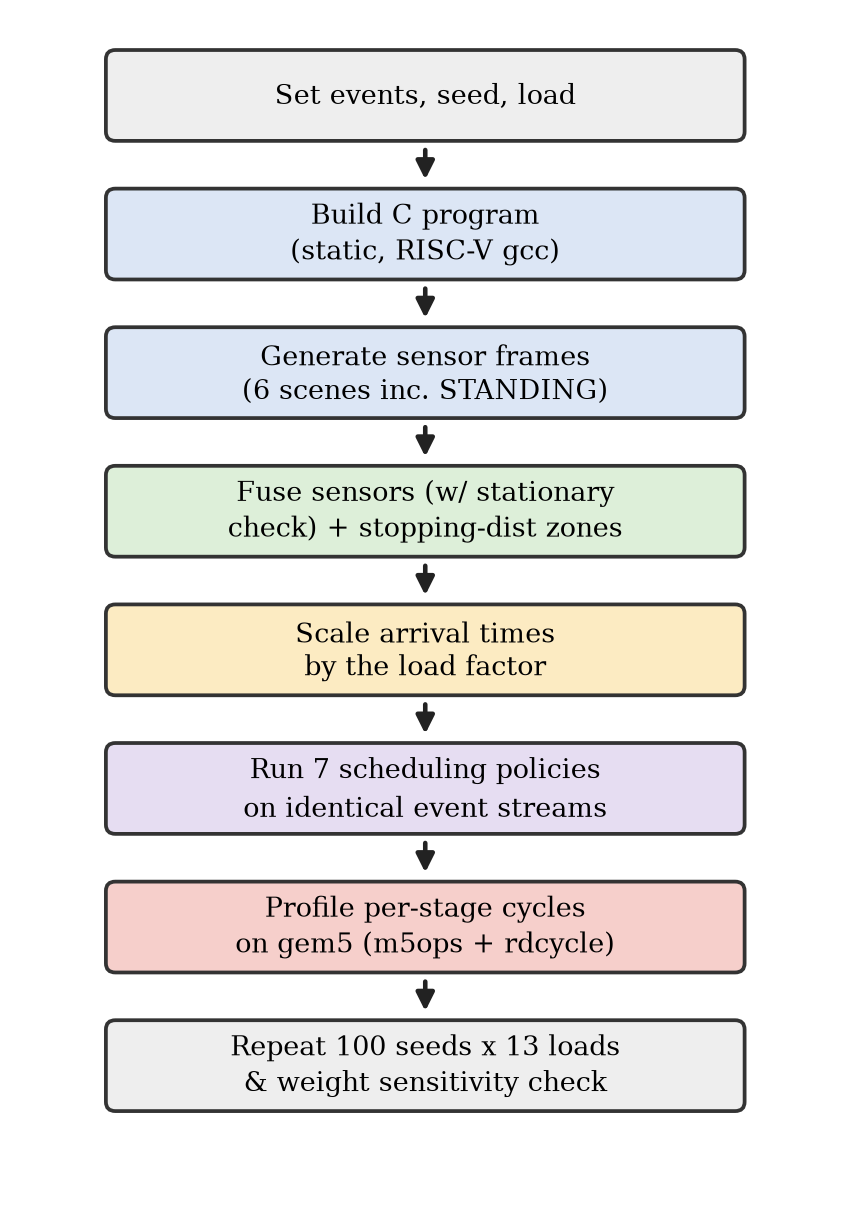 Set events, seed, load
Build C program
(static, RISC-V gcc)
Generate sensor frames
(6 scenes inc. STANDING)
Fuse sensors (w/ stationary
check) + stopping-dist zones
Scale arrival times
by the load factor
Run 7 scheduling policies
on identical event streams
Profile per-stage cycles
on gem5 (m5ops + rdcycle)
Repeat 100 seeds x 13 loads
& weight sensitivity check